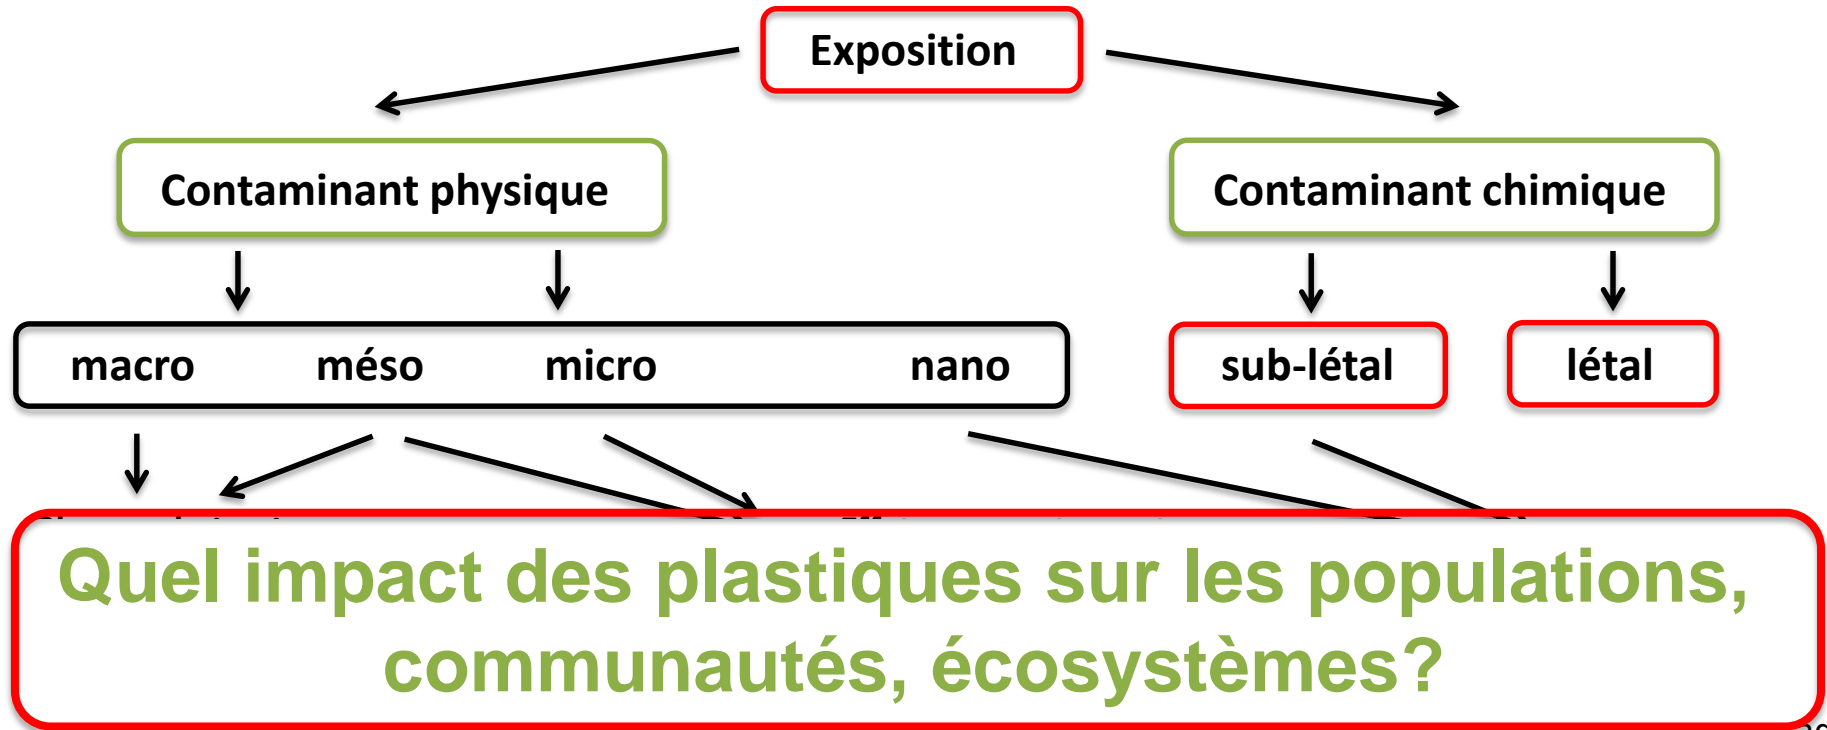 Exposition
Contaminant physique
Contaminant chimique
macro méso micro nano
sub-létal
létal
Quel impact des plastiques sur les populations,
communautés, écosystèmes?